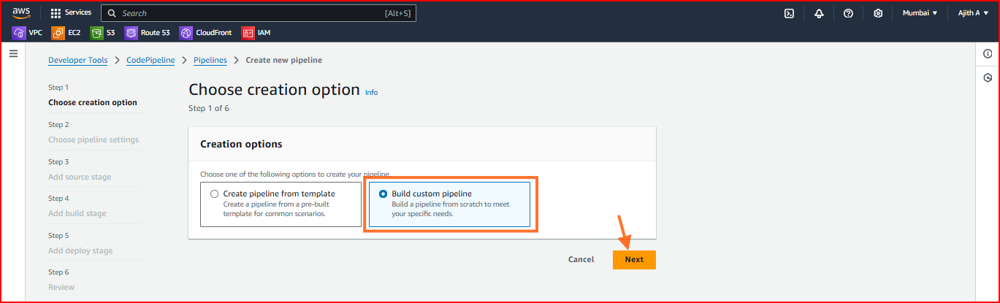 aws Services Search [Alt+S] Mumbai Ajith A
VPC EC2 S3 Route 53 CloudFront IAM
Developer Tools CodePipeline Pipelines Create new pipeline
Step 1
Choose creation option
Step 2
Choose pipeline settings
Step 3
Add source stage
Step 4
Add build stage
Step 5
Add deploy stage
Step 6
Review
Choose creation option Info
Step 1 of 6
Creation options
Choose one of the following options to create your pipeline
Create pipeline from template
Create a pipeline from a pre-built
template for common scenarios.
Build custom pipeline
Build a pipeline from scratch to meet
your specific needs.
Cancel Next